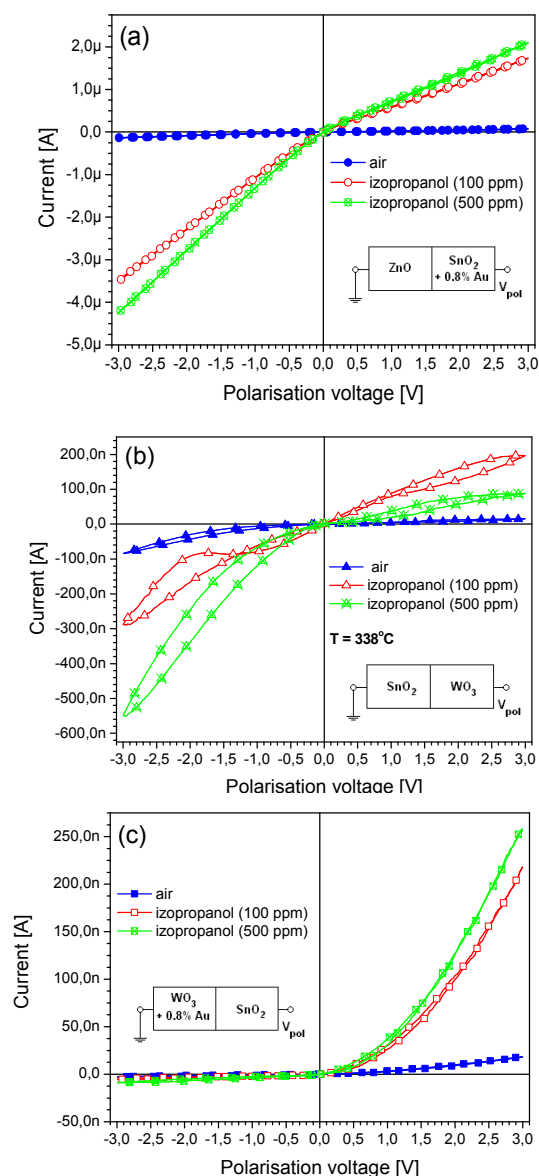 (a)
2,0µ
1,0µ
0,0
-1,0µ
-2,0µ
-3,0µ
-4,0µ
-5,0µ
Current [A]
air
izopropanol (100 ppm)
izopropanol (500 ppm)
ZnO
SnO₂
+ 0.8% Au
V_pol
-3,0 -2,5 -2,0 -1,5 -1,0 -0,5 0,0 0,5 1,0 1,5 2,0 2,5 3,0
Polarisation voltage [V]
(b)
200,0n
100,0n
0,0
-100,0n
-200,0n
-300,0n
-400,0n
-500,0n
-600,0n
Current [A]
air
izopropanol (100 ppm)
izopropanol (500 ppm)
T = 338°C
SnO₂
WO₃
V_pol
-3,0 -2,5 -2,0 -1,5 -1,0 -0,5 0,0 0,5 1,0 1,5 2,0 2,5 3,0
Polarisation voltage [V]
(c)
250,0n
200,0n
150,0n
100,0n
50,0n
0,0
-50,0n
Current [A]
air
izopropanol (100 ppm)
izopropanol (500 ppm)
WO₃
+ 0.8% Au
SnO₂
V_pol
-3,0 -2,5 -2,0 -1,5 -1,0 -0,5 0,0 0,5 1,0 1,5 2,0 2,5 3,0
Polarisation voltage [V]